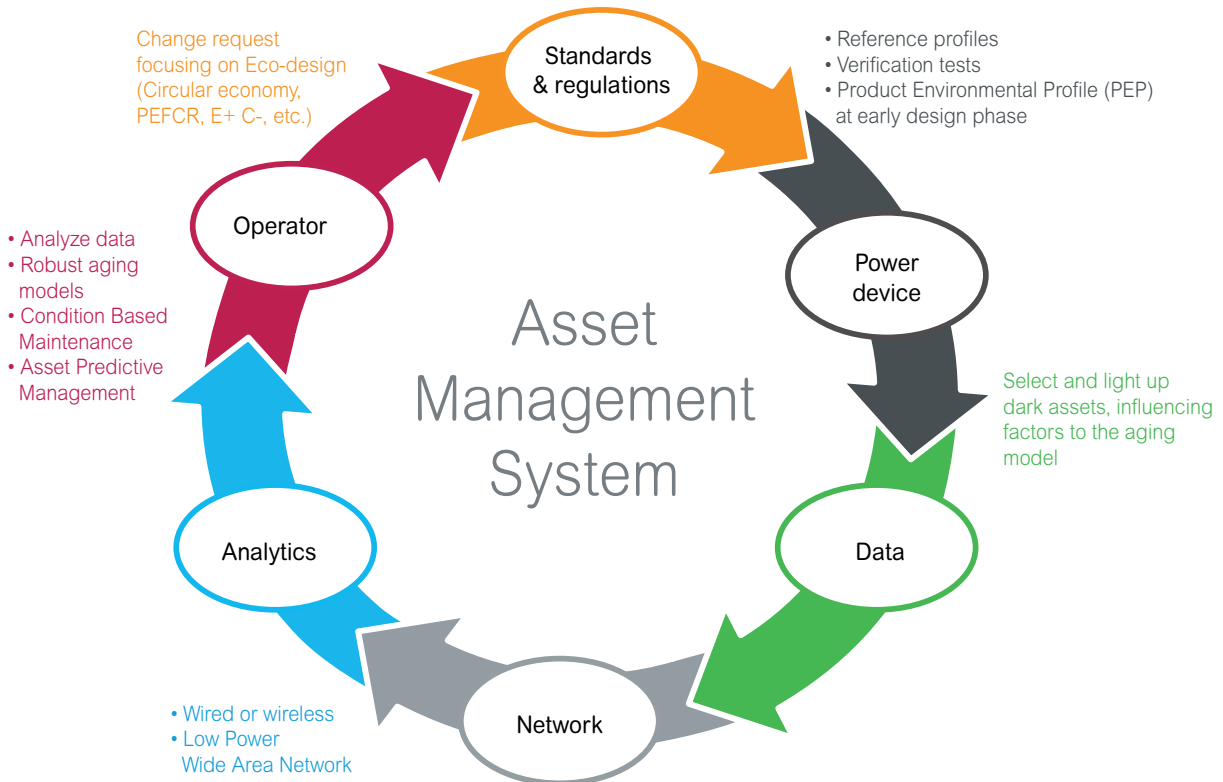 Change request
focusing on Eco-design
(Circular economy,
PEFCR, E+ C-, etc.)
Standards
& regulations
• Reference profiles
• Verification tests
• Product Environmental Profile (PEP)
at early design phase
Operator
• Analyze data
• Robust aging
models
• Condition Based
Maintenance
• Asset Predictive
Management
Power
device
Asset
Management
System
Select and light up
dark assets, influencing
factors to the aging
model
Analytics
Data
• Wired or wireless
• Low Power
Wide Area Network
Network